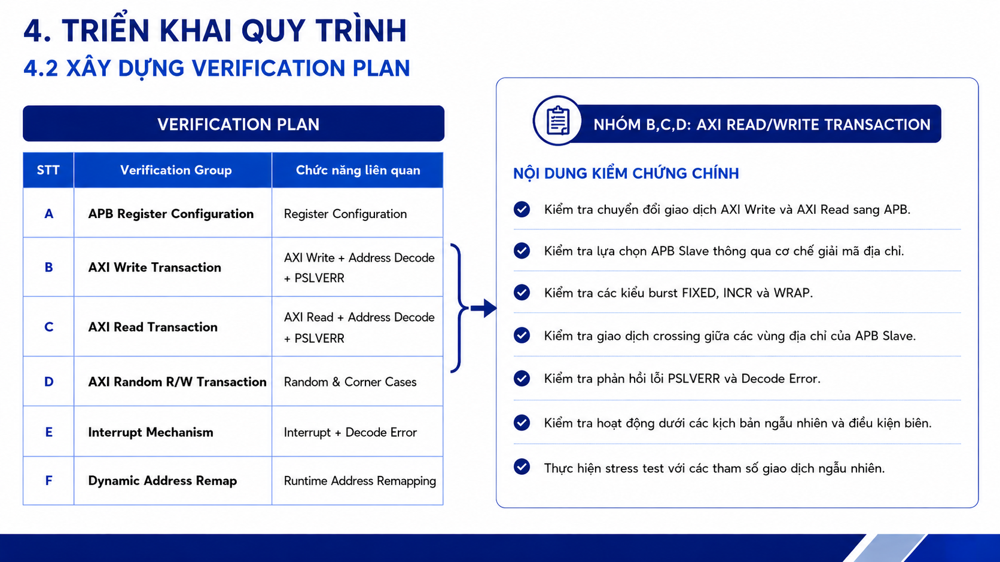 4. TRIỂN KHAI QUY TRÌNH
4.2 XÂY DỰNG VERIFICATION PLAN
VERIFICATION PLAN
STT Verification Group Chức năng liên quan
A APB Register Configuration Register Configuration
B AXI Write Transaction AXI Write + Address Decode
+ PSLVERR
C AXI Read Transaction AXI Read + Address Decode
+ PSLVERR
D AXI Random R/W Transaction Random & Corner Cases
E Interrupt Mechanism Interrupt + Decode Error
F Dynamic Address Remap Runtime Address Remapping
NHÓM B,C,D: AXI READ/WRITE TRANSACTION
NỘI DUNG KIỂM CHỨNG CHÍNH
Kiểm tra chuyển đổi giao dịch AXI Write và AXI Read sang APB.
Kiểm tra lựa chọn APB Slave thông qua cơ chế giải mã địa chỉ.
Kiểm tra các kiểu burst FIXED, INCR và WRAP.
Kiểm tra giao dịch crossing giữa các vùng địa chỉ của APB Slave.
Kiểm tra phản hồi lỗi PSLVERR và Decode Error.
Kiểm tra hoạt động dưới các kịch bản ngẫu nhiên và điều kiện biên.
Thực hiện stress test với các tham số giao dịch ngẫu nhiên.